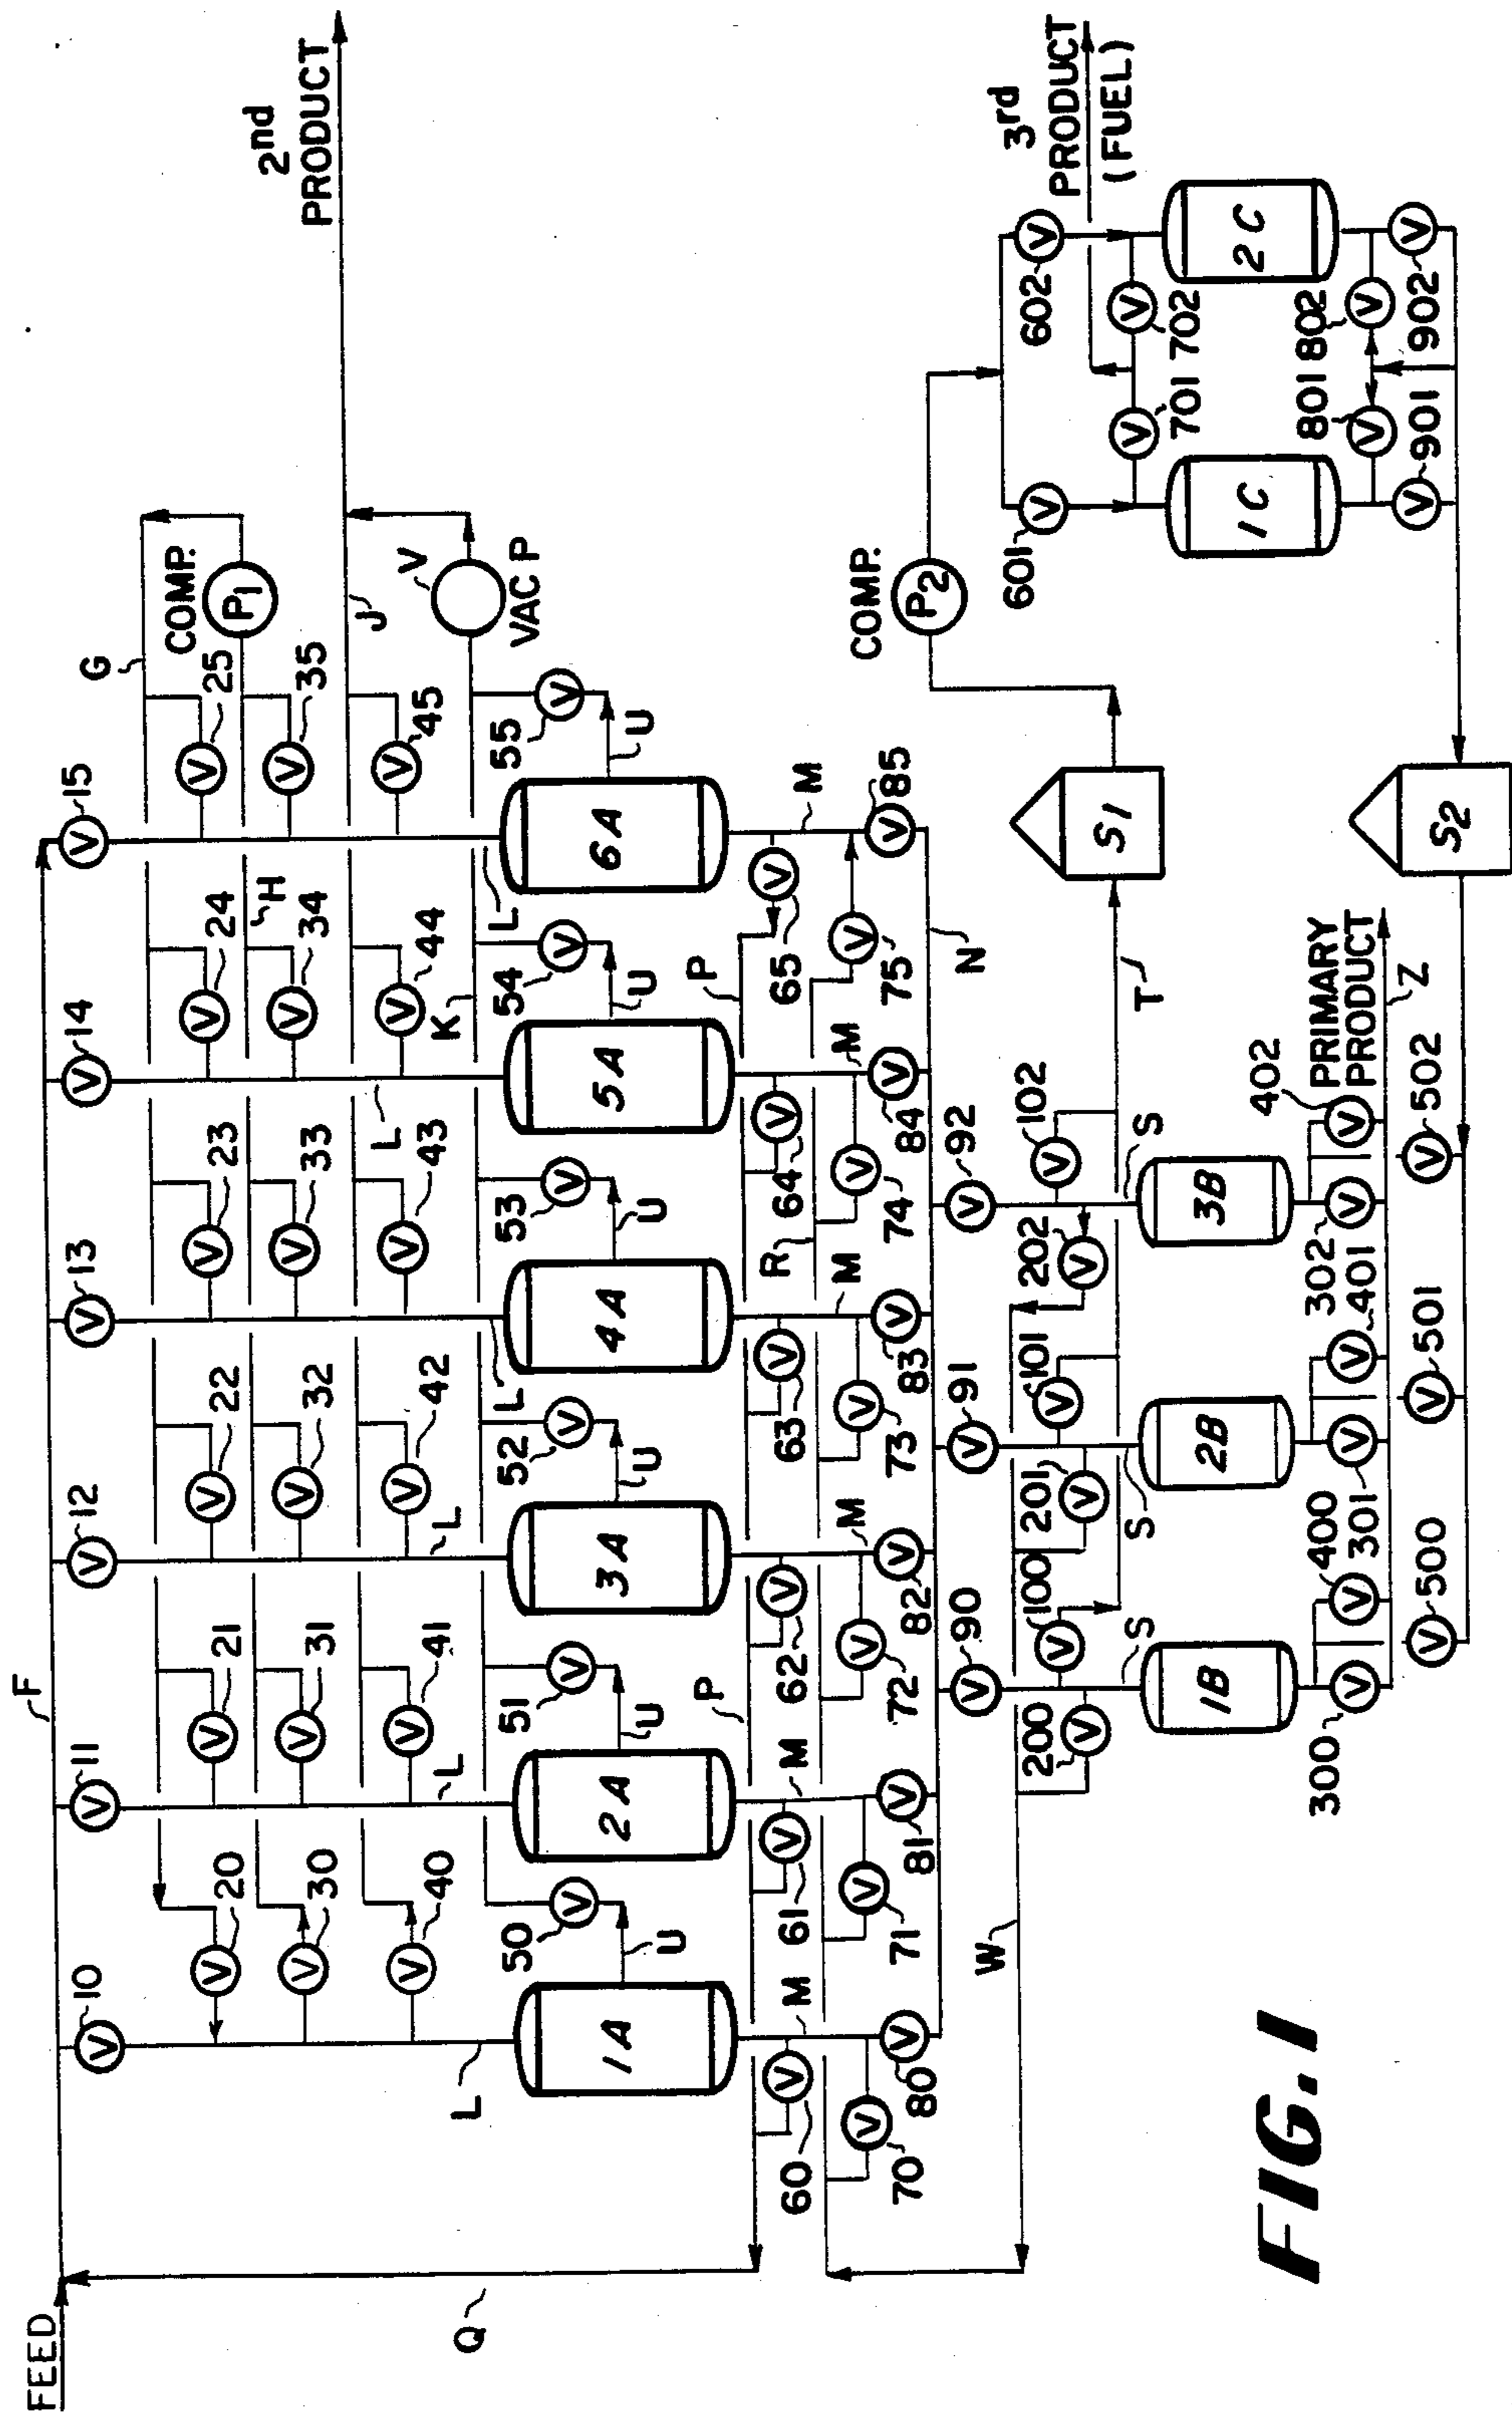 FEED
F
10
11
12
13
14
15
V
V
V
V
V
V
2nd
PRODUCT
G
20
21
22
23
24
25
V
V
V
V
V
V
COMP.
P1
H
30
31
32
33
34
35
V
V
V
V
V
V
J
40
41
42
43
44
45
V
V
V
V
V
V
V
VAC P
K
L
L
L
L
L
L
50
51
52
53
54
55
V
V
V
V
V
V
U
U
U
U
U
U
1A
2A
3A
4A
5A
6A
Q
P
P
R
60
61
62
63
64
65
V
V
V
V
V
V
M
M
M
M
M
M
70
71
72
73
74
75
V
V
V
V
V
V
80
81
82
83
84
85
V
V
V
V
V
V
N
90
91
92
V
V
V
W
100
101
102
V
V
V
200
201
202
V
V
V
T
S
S
S
1B
2B
3B
S1
COMP.
P2
3rd
PRODUCT
(FUEL)
601
602
V
V
701
702
V
V
1C
2C
801
802
V
V
901
902
V
V
S2
300
400
301
401
302
402
V
V
V
V
V
V
PRIMARY
PRODUCT
Z
500
501
502
V
V
V
FIG. 1